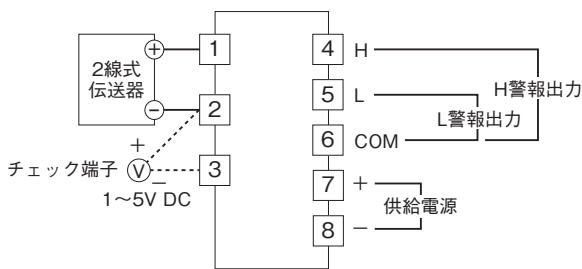 2線式
伝送器
+
−
1
2
3
チェック端子
+
V
−
1~5V DC
4 H
5 L
6 COM
7 +
8 −
H警報出力
L警報出力
供給電源